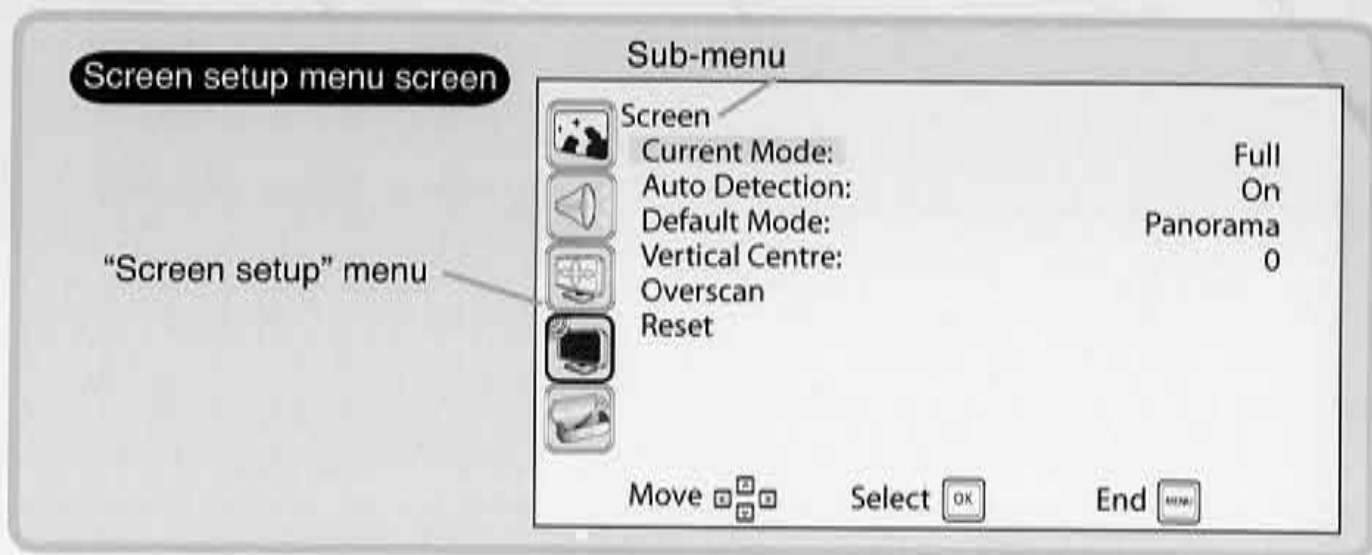 Screen setup menu screen
Sub-menu
Screen
Current Mode: Full
Auto Detection: On
Default Mode: Panorama
Vertical Centre: 0
Overscan
Reset
“Screen setup” menu
Move Select OK End MENU